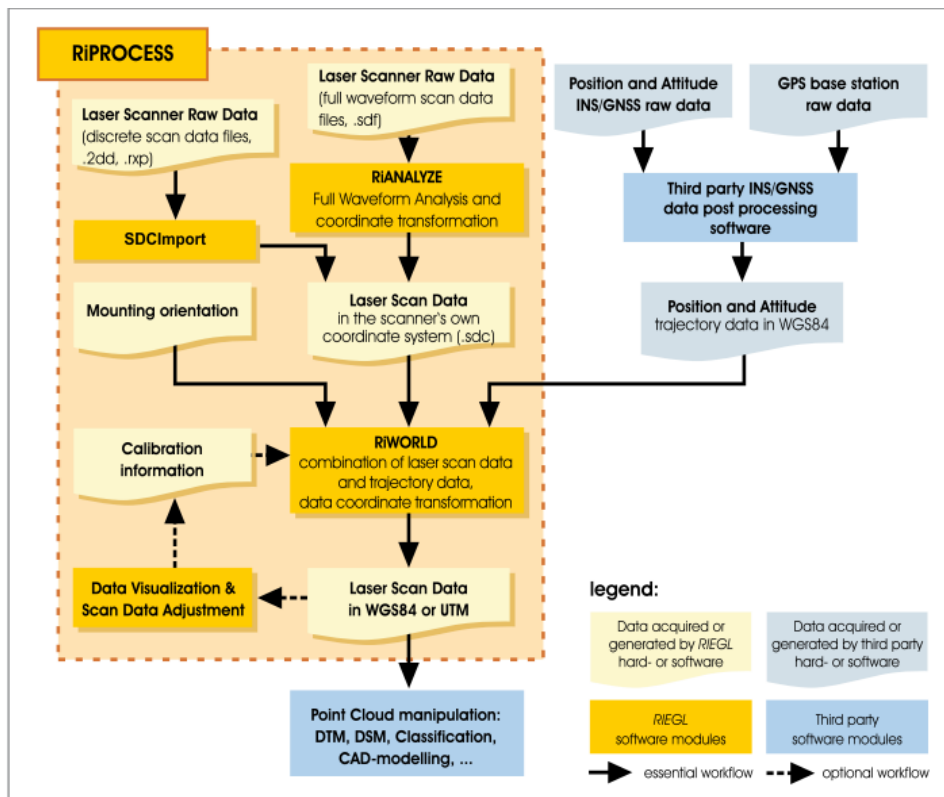 RiPROCESS
Laser Scanner Raw Data
(discrete scan data files,
.2dd, .rxp)
Laser Scanner Raw Data
(full waveform scan data
files, .sdf)
Position and Attitude
INS/GNSS raw data
GPS base station
raw data
RiANALYZE
Full Waveform Analysis and
coordinate transformation
Third party INS/GNSS
data post processing
software
SDCImport
Mounting orientation
Laser Scan Data
in the scanner's own
coordinate system (.sdc)
Position and Attitude
trajectory data in WGS84
Calibration
information
RiWORLD
combination of laser scan data
and trajectory data,
data coordinate transformation
Data Visualization &
Scan Data Adjustment
Laser Scan Data
in WGS84 or UTM
Point Cloud manipulation:
DTM, DSM, Classification,
CAD-modelling, ...
legend:
Data acquired or
generated by RIEGL
hard- or software
Data acquired or
generated by third party
hard- or software
RIEGL
software modules
Third party
software modules
essential workflow
optional workflow